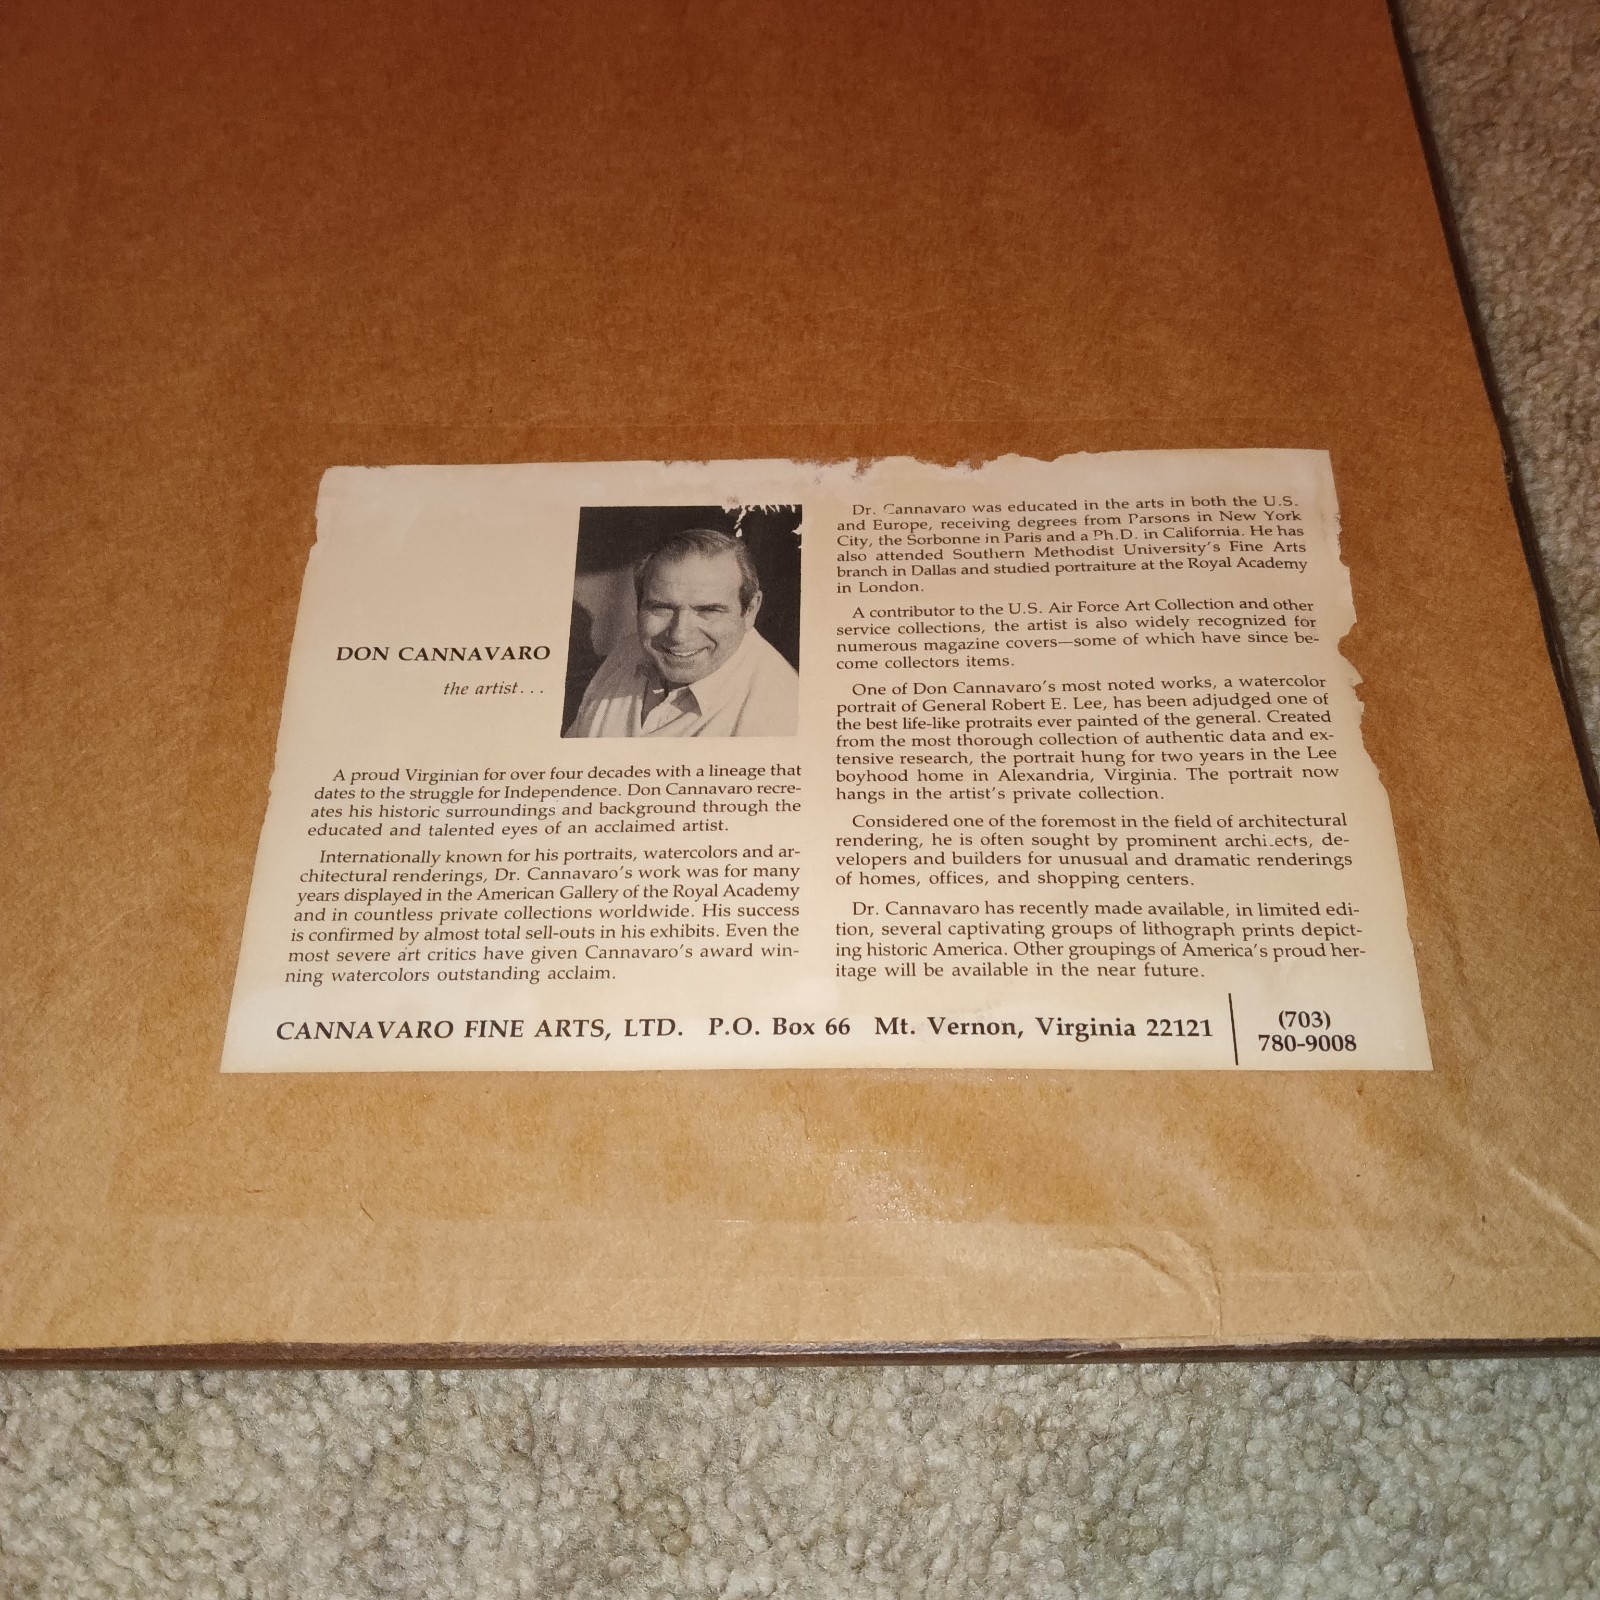 DON CANNAVARO
the artist...
A proud Virginian for over four decades with a lineage that
dates to the struggle for Independence. Don Cannavaro recre-
ates his historic surroundings and background through the
educated and talented eyes of an acclaimed artist.
Internationally known for his portraits, watercolors and ar-
chitectural renderings, Dr. Cannavaro's work was for many
years displayed in the American Gallery of the Royal Academy
and in countless private collections worldwide. His success
is confirmed by almost total sell-outs in his exhibits. Even the
most severe art critics have given Cannavaro's award win-
ning watercolors outstanding acclaim.
Dr. Cannavaro was educated in the arts in both the U.S.
and Europe, receiving degrees from Parsons in New York
City, the Sorbonne in Paris and a Ph.D. in California. He has
also attended Southern Methodist University's Fine Arts
branch in Dallas and studied portraiture at the Royal Academy
in London.
A contributor to the U.S. Air Force Art Collection and other
service collections, the artist is also widely recognized for
numerous magazine covers—some of which have since be-
come collectors items.
One of Don Cannavaro's most noted works, a watercolor
portrait of General Robert E. Lee, has been adjudged one of
the best life-like protraits ever painted of the general. Created
from the most thorough collection of authentic data and ex-
tensive research, the portrait hung for two years in the Lee
boyhood home in Alexandria, Virginia. The portrait now
hangs in the artist's private collection.
Considered one of the foremost in the field of architectural
rendering, he is often sought by prominent architects, de-
velopers and builders for unusual and dramatic renderings
of homes, offices, and shopping centers.
Dr. Cannavaro has recently made available, in limited edi-
tion, several captivating groups of lithograph prints depict-
ing historic America. Other groupings of America's proud her-
itage will be available in the near future.
CANNAVARO FINE ARTS, LTD. P.O. Box 66 Mt. Vernon, Virginia 22121
(703)
780-9008